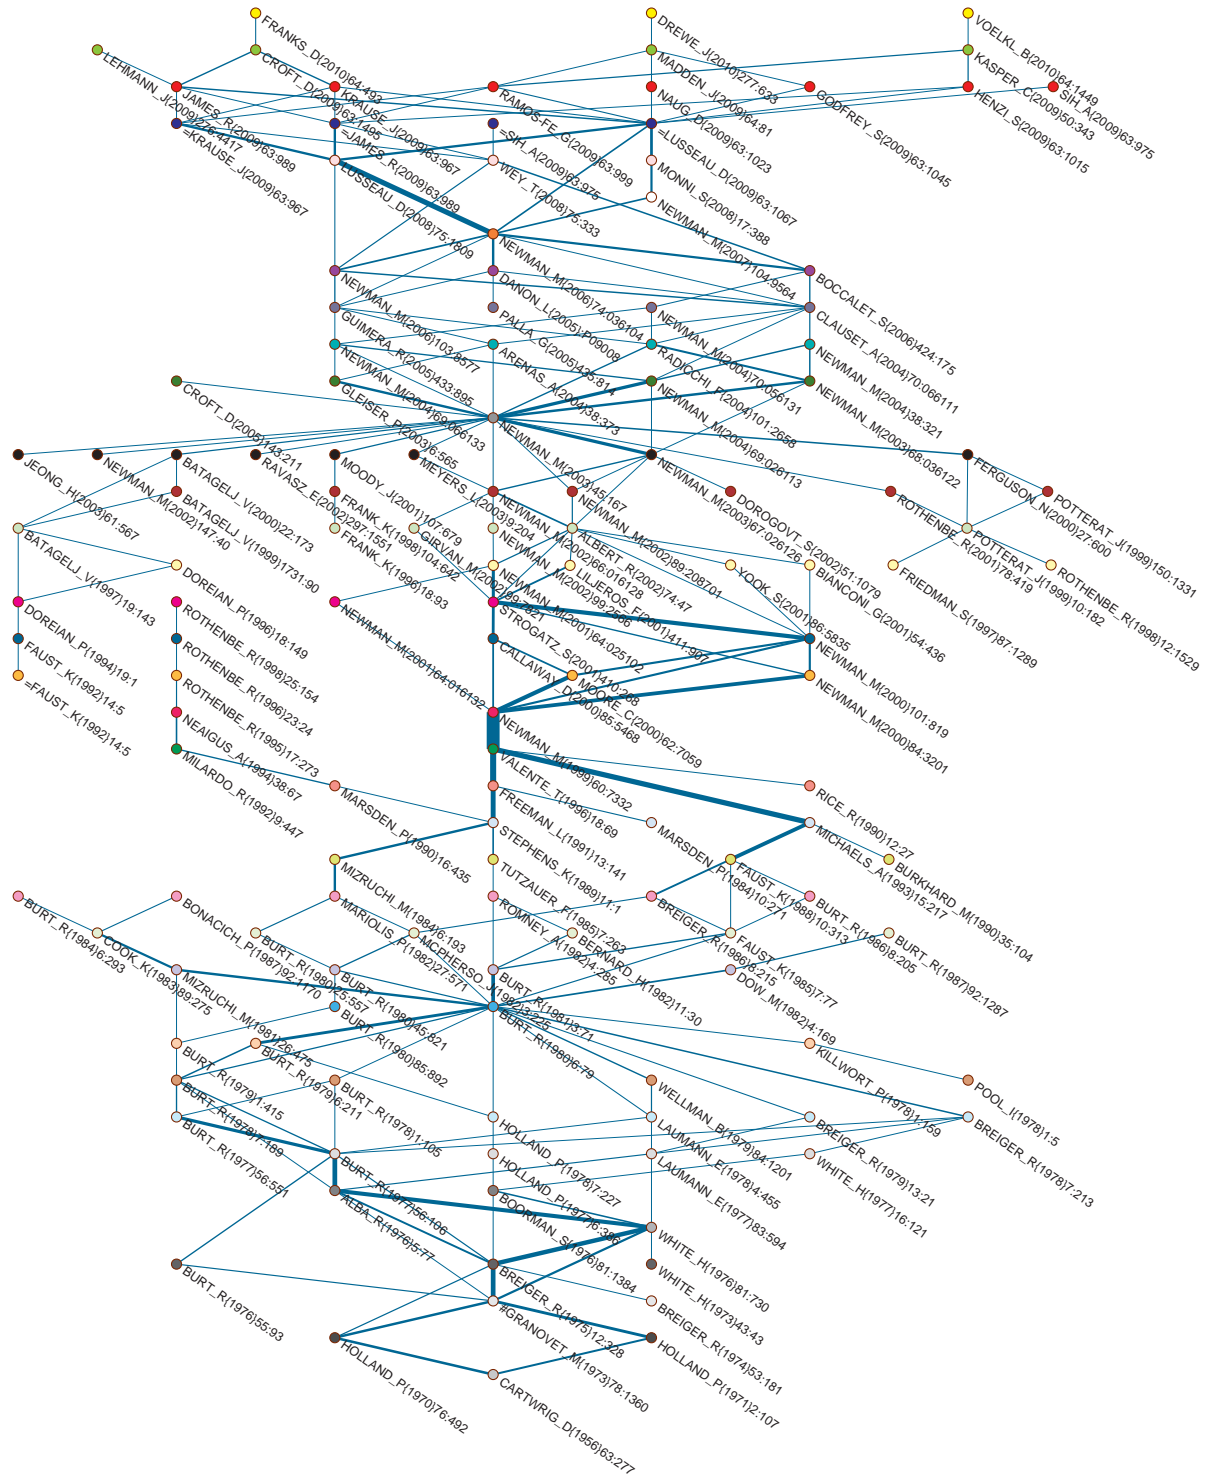 FRANKS_D(2010)64:493
DREWE_J(2010)277:633
VOELKL_B(2010)64:1449
LEHMANN_J(2009)276:4417
CROFT_D(2009)63:1495
MADDEN_J(2009)64:81
KASPER_C(2009)50:343
JAMES_R(2009)63:989
KRAUSE_J(2009)63:967
RAMOS-FE_G(2009)63:999
NAUG_D(2009)63:1023
GODFREY_S(2009)63:1045
HENZI_S(2009)63:1015
SIH_A(2009)63:975
=KRAUSE_J(2009)63:967
=JAMES_R(2009)63:989
=SIH_A(2009)63:975
=LUSSEAU_D(2009)63:1067
LUSSEAU_D(2008)75:1809
WEY_T(2008)75:333
MONNI_S(2008)17:388
NEWMAN_M(2007)104:9564
NEWMAN_M(2006)74:036104
NEWMAN_M(2006)103:8577
DANON_L(2005):P09008
BOCCALET_S(2006)424:175
GUIMERA_R(2005)433:895
PALLA_G(2005)435:814
NEWMAN_M(2004)70:056131
CLAUSET_A(2004)70:066111
NEWMAN_M(2004)69:066133
ARENAS_A(2004)38:373
RADICCHI_F(2004)101:2658
NEWMAN_M(2004)38:321
CROFT_D(2005)143:211
GLEISER_P(2003)6:565
NEWMAN_M(2004)69:026113
NEWMAN_M(2003)68:036122
NEWMAN_M(2003)45:167
JEONG_H(2003)61:567
NEWMAN_M(2002)147:40
BATAGELJ_V(2000)22:173
RAVASZ_E(2002)297:1551
MOODY_J(2001)107:679
MEYERS_L(2003)9:204
NEWMAN_M(2003)67:026126
FERGUSON_N(2000)27:600
BATAGELJ_V(1999)1731:90
FRANK_K(1998)104:642
NEWMAN_M(2002)66:016128
NEWMAN_M(2002)89:208701
DOROGOVT_S(2002)51:1079
ROTHENBE_R(2001)78:419
POTTERAT_J(1999)150:1331
BATAGELJ_V(1997)19:143
FRANK_K(1996)18:93
GIRVAN_M(2002)99:7821
NEWMAN_M(2002)99:2566
ALBERT_R(2002)74:47
POTTERAT_J(1999)10:182
DOREIAN_P(1996)18:149
NEWMAN_M(2001)64:025102
LILJEROS_F(2001)411:907
YOOK_S(2001)86:5835
BIANCONI_G(2001)54:436
FRIEDMAN_S(1997)87:1289
ROTHENBE_R(1998)12:1529
DOREIAN_P(1994)19:1
ROTHENBE_R(1998)25:154
NEWMAN_M(2001)64:016132
STROGATZ_S(2001)410:268
FAUST_K(1992)14:5
ROTHENBE_R(1996)23:24
CALLAWAY_D(2000)85:5468
NEWMAN_M(2000)101:819
=FAUST_K(1992)14:5
ROTHENBE_R(1995)17:273
MOORE_C(2000)62:7059
NEWMAN_M(2000)84:3201
NEAIGUS_A(1994)38:67
NEWMAN_M(1999)60:7332
MILARDO_R(1992)9:447
VALENTE_T(1996)18:69
MARSDEN_P(1990)16:435
FREEMAN_L(1991)13:141
RICE_R(1990)12:27
STEPHENS_K(1989)11:1
MARSDEN_P(1984)10:271
MICHAELS_A(1993)15:217
MIZRUCHI_M(1984)6:193
TUTZAUER_F(1985)7:263
FAUST_K(1988)10:313
BURKHARD_M(1990)35:104
BURT_R(1984)6:293
BONACICH_P(1987)92:1170
MARIOLIS_P(1982)27:571
ROMNEY_A(1982)4:285
BREIGER_R(1986)8:215
BURT_R(1986)8:205
COOK_K(1983)89:275
BURT_R(1980)25:557
MCPHERSO_J(1982)3:225
BERNARD_H(1982)11:30
FAUST_K(1985)7:77
BURT_R(1987)92:1287
MIZRUCHI_M(1981)26:475
BURT_R(1980)45:821
BURT_R(1981)3:71
DOW_M(1982)4:169
BURT_R(1980)85:892
BURT_R(1980)6:79
BURT_R(1979)1:415
BURT_R(1979)6:211
KILLWORT_P(1978)1:159
BURT_R(1978)7:189
BURT_R(1978)1:105
WELLMAN_B(1979)84:1201
POOL_I(1978)1:5
BURT_R(1977)56:551
HOLLAND_P(1978)7:227
LAUMANN_E(1978)4:455
BREIGER_R(1979)13:21
BREIGER_R(1978)7:213
BURT_R(1977)56:106
HOLLAND_P(1977)6:386
LAUMANN_E(1977)83:594
WHITE_H(1977)16:121
ALBA_R(1976)5:77
BOORMAN_S(1976)81:1384
WHITE_H(1976)81:730
BURT_R(1976)55:93
BREIGER_R(1975)12:328
WHITE_H(1973)43:43
#GRANOVET_M(1973)78:1360
BREIGER_R(1974)53:181
HOLLAND_P(1970)76:492
HOLLAND_P(1971)2:107
CARTWRIG_D(1956)63:277